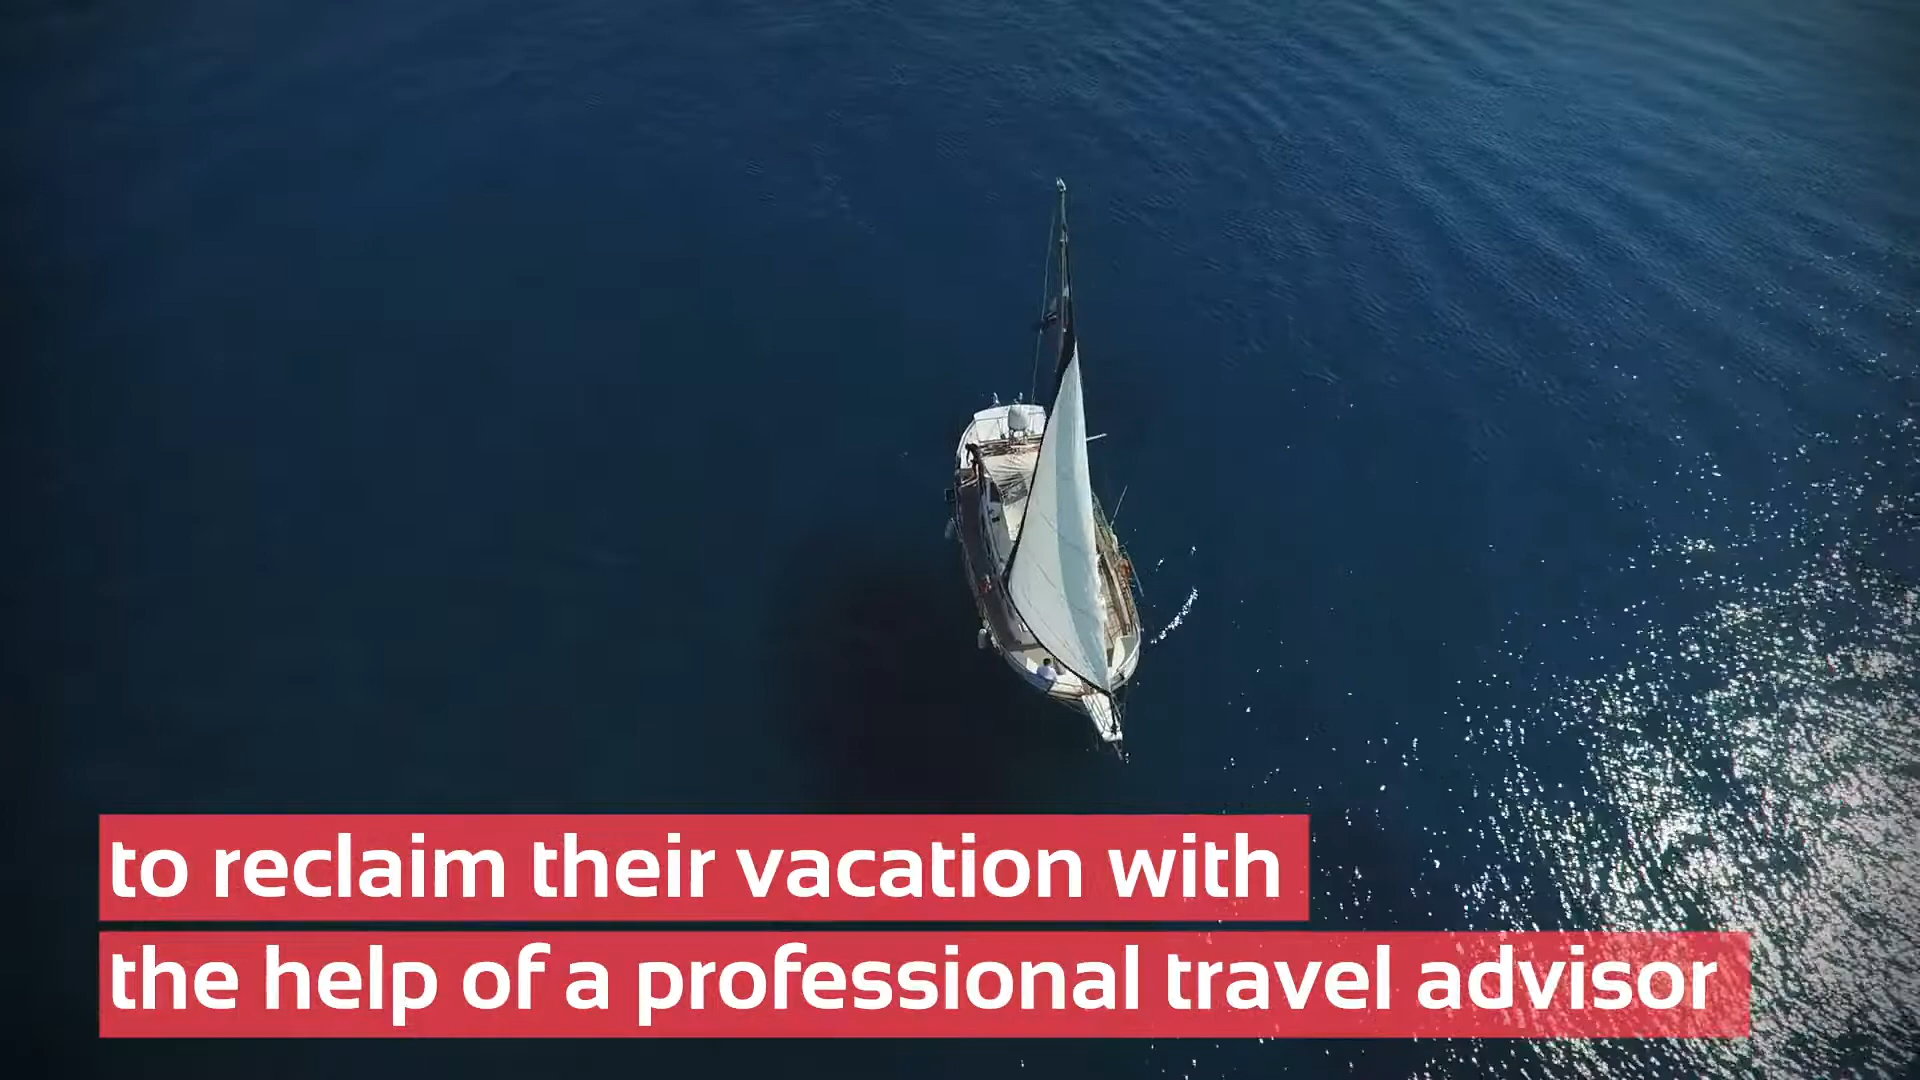 to reclaim their vacation with
the help of a professional travel advisor